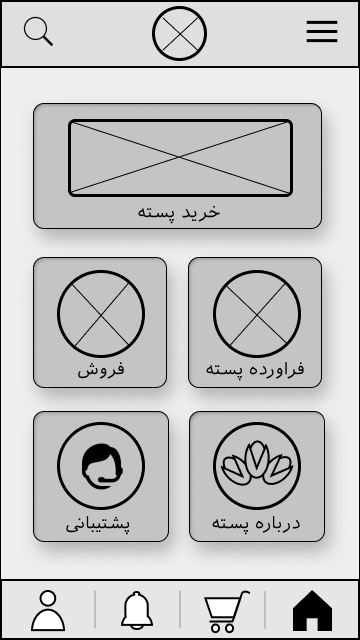 خرید پسته
فراورده پسته
فروش
درباره پسته
پشتیبانی